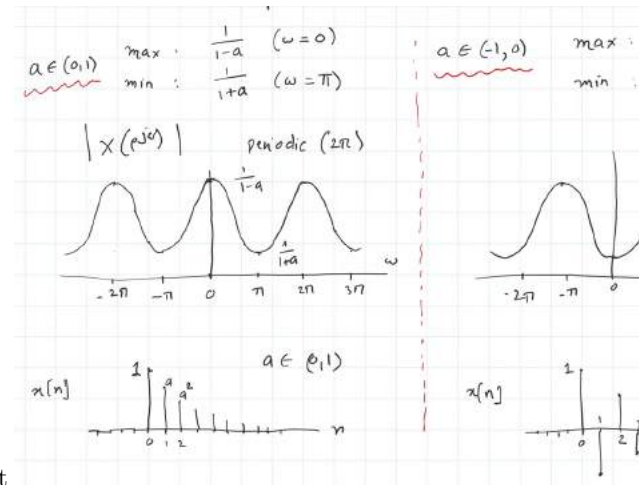 a ∈ (0,1)
max : 1/(1-a) (ω=0)
min : 1/(1+a) (ω=π)
|X(e^jω)| periodic (2π)
1/(1-a)
1/(1+a)
-2π -π 0 π 2π 3π ω
a ∈ (0,1)
x[n]
1 a a²
0 1 2 n
a ∈ (-1,0)
max :
min :
-2π -π 0
x[n]
1
0 1 2
t